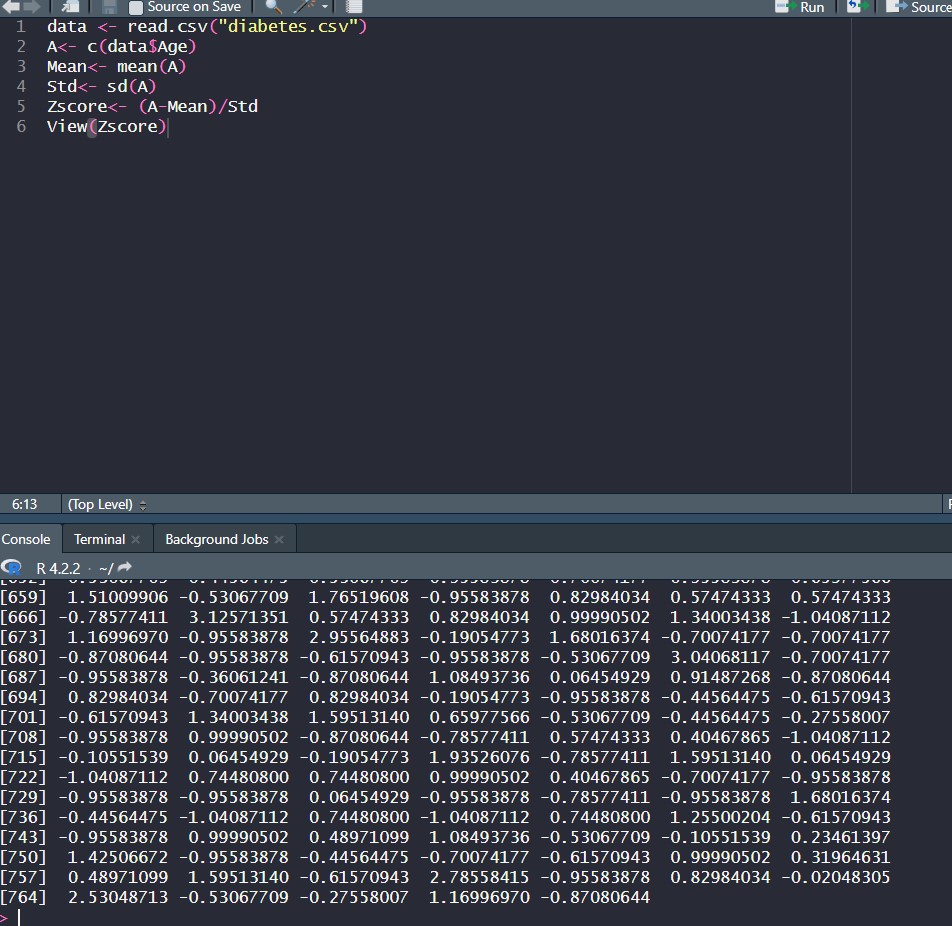 Source on Save Run Source
1 data <- read.csv("diabetes.csv")
2 A<- c(data$Age)
3 Mean<- mean(A)
4 Std<- sd(A)
5 Zscore<- (A-Mean)/Std
6 View(Zscore)
6:13 (Top Level)
Console Terminal Background Jobs
R 4.2.2 · ~/
[659] 1.51009906 -0.53067709 1.76519608 -0.95583878 0.82984034 0.57474333 0.57474333
[666] -0.78577411 3.12571351 0.57474333 0.82984034 0.99990502 1.34003438 -1.04087112
[673] 1.16996970 -0.95583878 2.95564883 -0.19054773 1.68016374 -0.70074177 -0.70074177
[680] -0.87080644 -0.95583878 -0.61570943 -0.95583878 -0.53067709 3.04068117 -0.70074177
[687] -0.95583878 -0.36061241 -0.87080644 1.08493736 0.06454929 0.91487268 -0.87080644
[694] 0.82984034 -0.70074177 0.82984034 -0.19054773 -0.95583878 -0.44564475 -0.61570943
[701] -0.61570943 1.34003438 1.59513140 0.65977566 -0.53067709 -0.44564475 -0.27558007
[708] -0.95583878 0.99990502 -0.87080644 -0.78577411 0.57474333 0.40467865 -1.04087112
[715] -0.10551539 0.06454929 -0.19054773 1.93526076 -0.78577411 1.59513140 0.06454929
[722] -1.04087112 0.74480800 0.74480800 0.99990502 0.40467865 -0.70074177 -0.95583878
[729] -0.95583878 -0.95583878 0.06454929 -0.95583878 -0.78577411 -0.95583878 1.68016374
[736] -0.44564475 -1.04087112 0.74480800 -1.04087112 0.74480800 1.25500204 -0.61570943
[743] -0.95583878 0.99990502 0.48971099 1.08493736 -0.53067709 -0.10551539 0.23461397
[750] 1.42506672 -0.95583878 -0.44564475 -0.70074177 -0.61570943 0.99990502 0.31964631
[757] 0.48971099 1.59513140 -0.61570943 2.78558415 -0.95583878 0.82984034 -0.02048305
[764] 2.53048713 -0.53067709 -0.27558007 1.16996970 -0.87080644
>